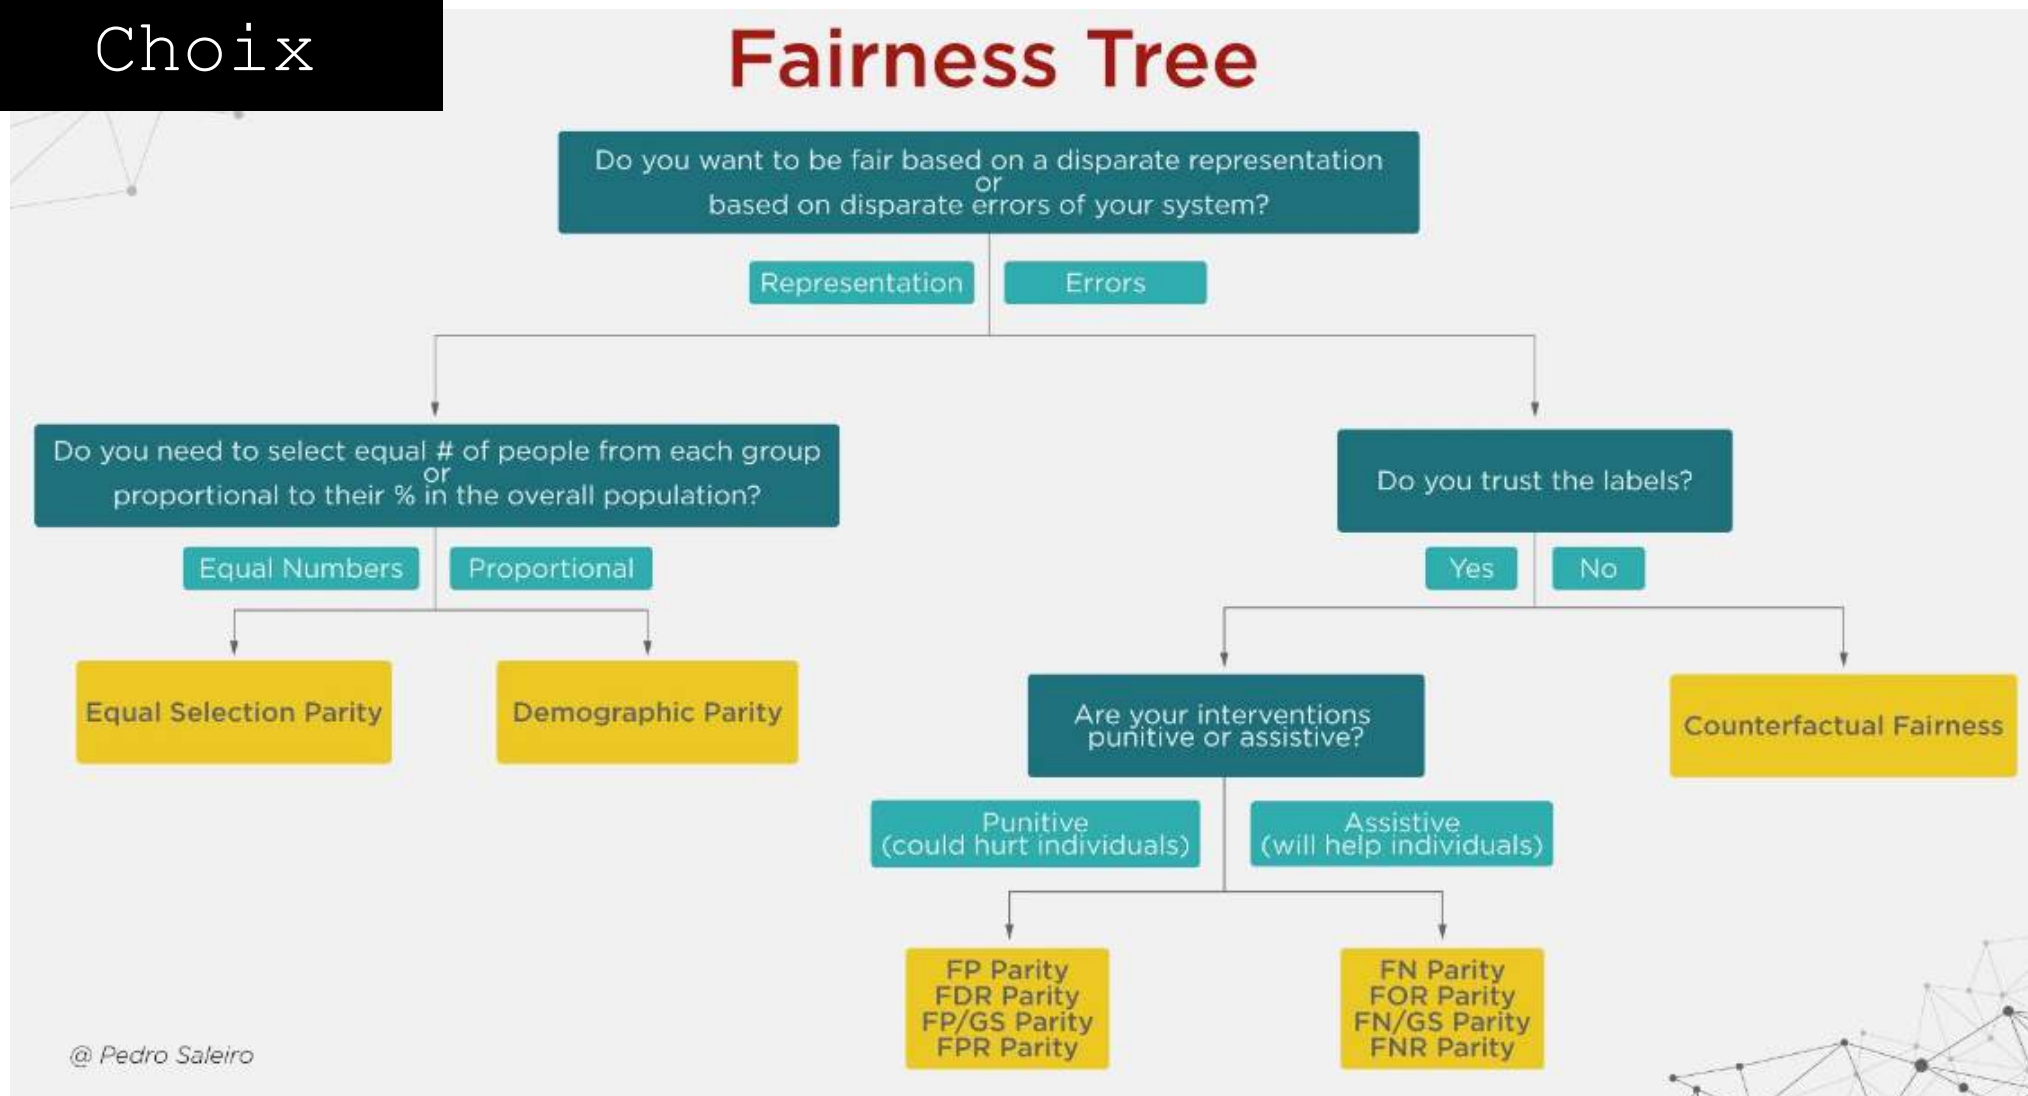 Choix
Fairness Tree
Do you want to be fair based on a disparate representation
or
based on disparate errors of your system?
Representation
Errors
Do you need to select equal # of people from each group
or
proportional to their % in the overall population?
Do you trust the labels?
Equal Numbers
Proportional
Yes
No
Equal Selection Parity
Demographic Parity
Are your interventions
punitive or assistive?
Counterfactual Fairness
Punitive
(could hurt individuals)
Assistive
(will help individuals)
FP Parity
FDR Parity
FP/GS Parity
FPR Parity
FN Parity
FOR Parity
FN/GS Parity
FNR Parity
@ Pedro Saleiro